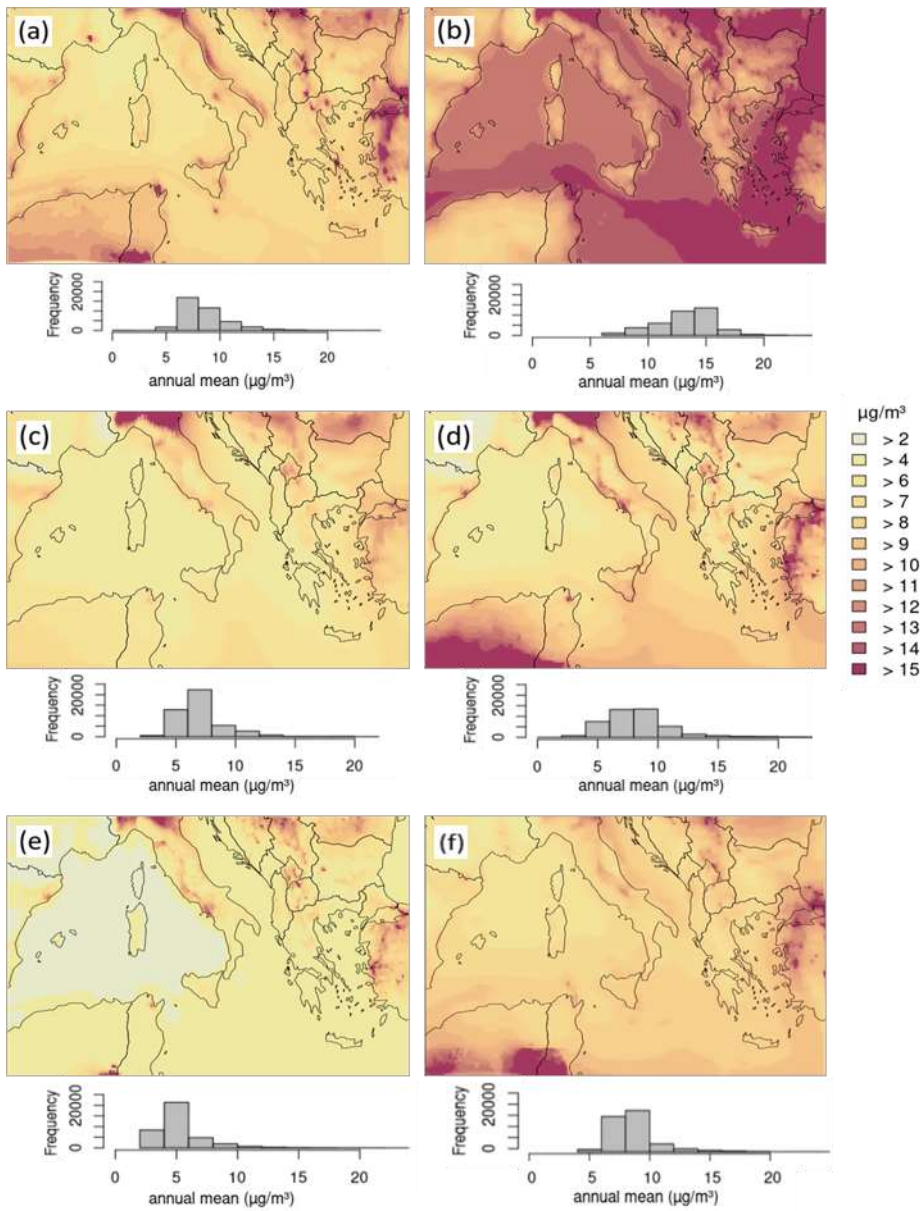 (a)
(b)
Frequency
0 20000
0 5 10 15 20
annual mean (µg/m³)
Frequency
0 20000
0 5 10 15 20
annual mean (µg/m³)
(c)
(d)
µg/m³
> 2
> 4
> 6
> 7
> 8
> 9
> 10
> 11
> 12
> 13
> 14
> 15
Frequency
0 20000
0 5 10 15 20
annual mean (µg/m³)
Frequency
0 20000
0 5 10 15 20
annual mean (µg/m³)
(e)
(f)
Frequency
0 20000
0 5 10 15 20
annual mean (µg/m³)
Frequency
0 20000
0 5 10 15 20
annual mean (µg/m³)